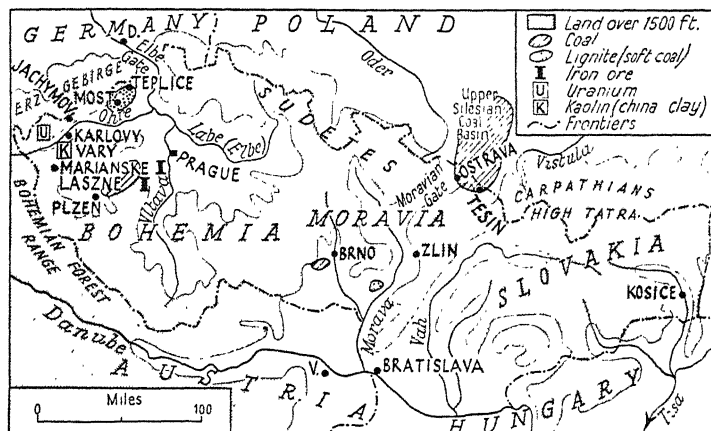 GERMANY
POLAND
D.
Elbe
Gate
Oder
ERZ GEBIRGE
JACHYMOV
TEPLICE
MOST
Ohre
U
KARLOVY
VARY
K
MARIANSKE
LASZNE
I
I
PLZEN
PRAGUE
Labe (Elbe)
Vltava
SUDETES
Upper
Silesian
Coal
Basin
OSTRAVA
TESIN
Moravian
Gate
Vistula
CARPATHIANS
HIGH TATRA
BOHEMIA
MORAVIA
BOHEMIAN FOREST
RANGE
BRNO
ZLIN
SLOVAKIA
KOSICE
Morava
Vah
Danube
AUSTRIA
V.
BRATISLAVA
HUNGARY
Land over 1500 ft.
Coal
Lignite (soft coal)
I Iron ore
U Uranium
K Kaolin (china clay)
Frontiers
Miles
0 100